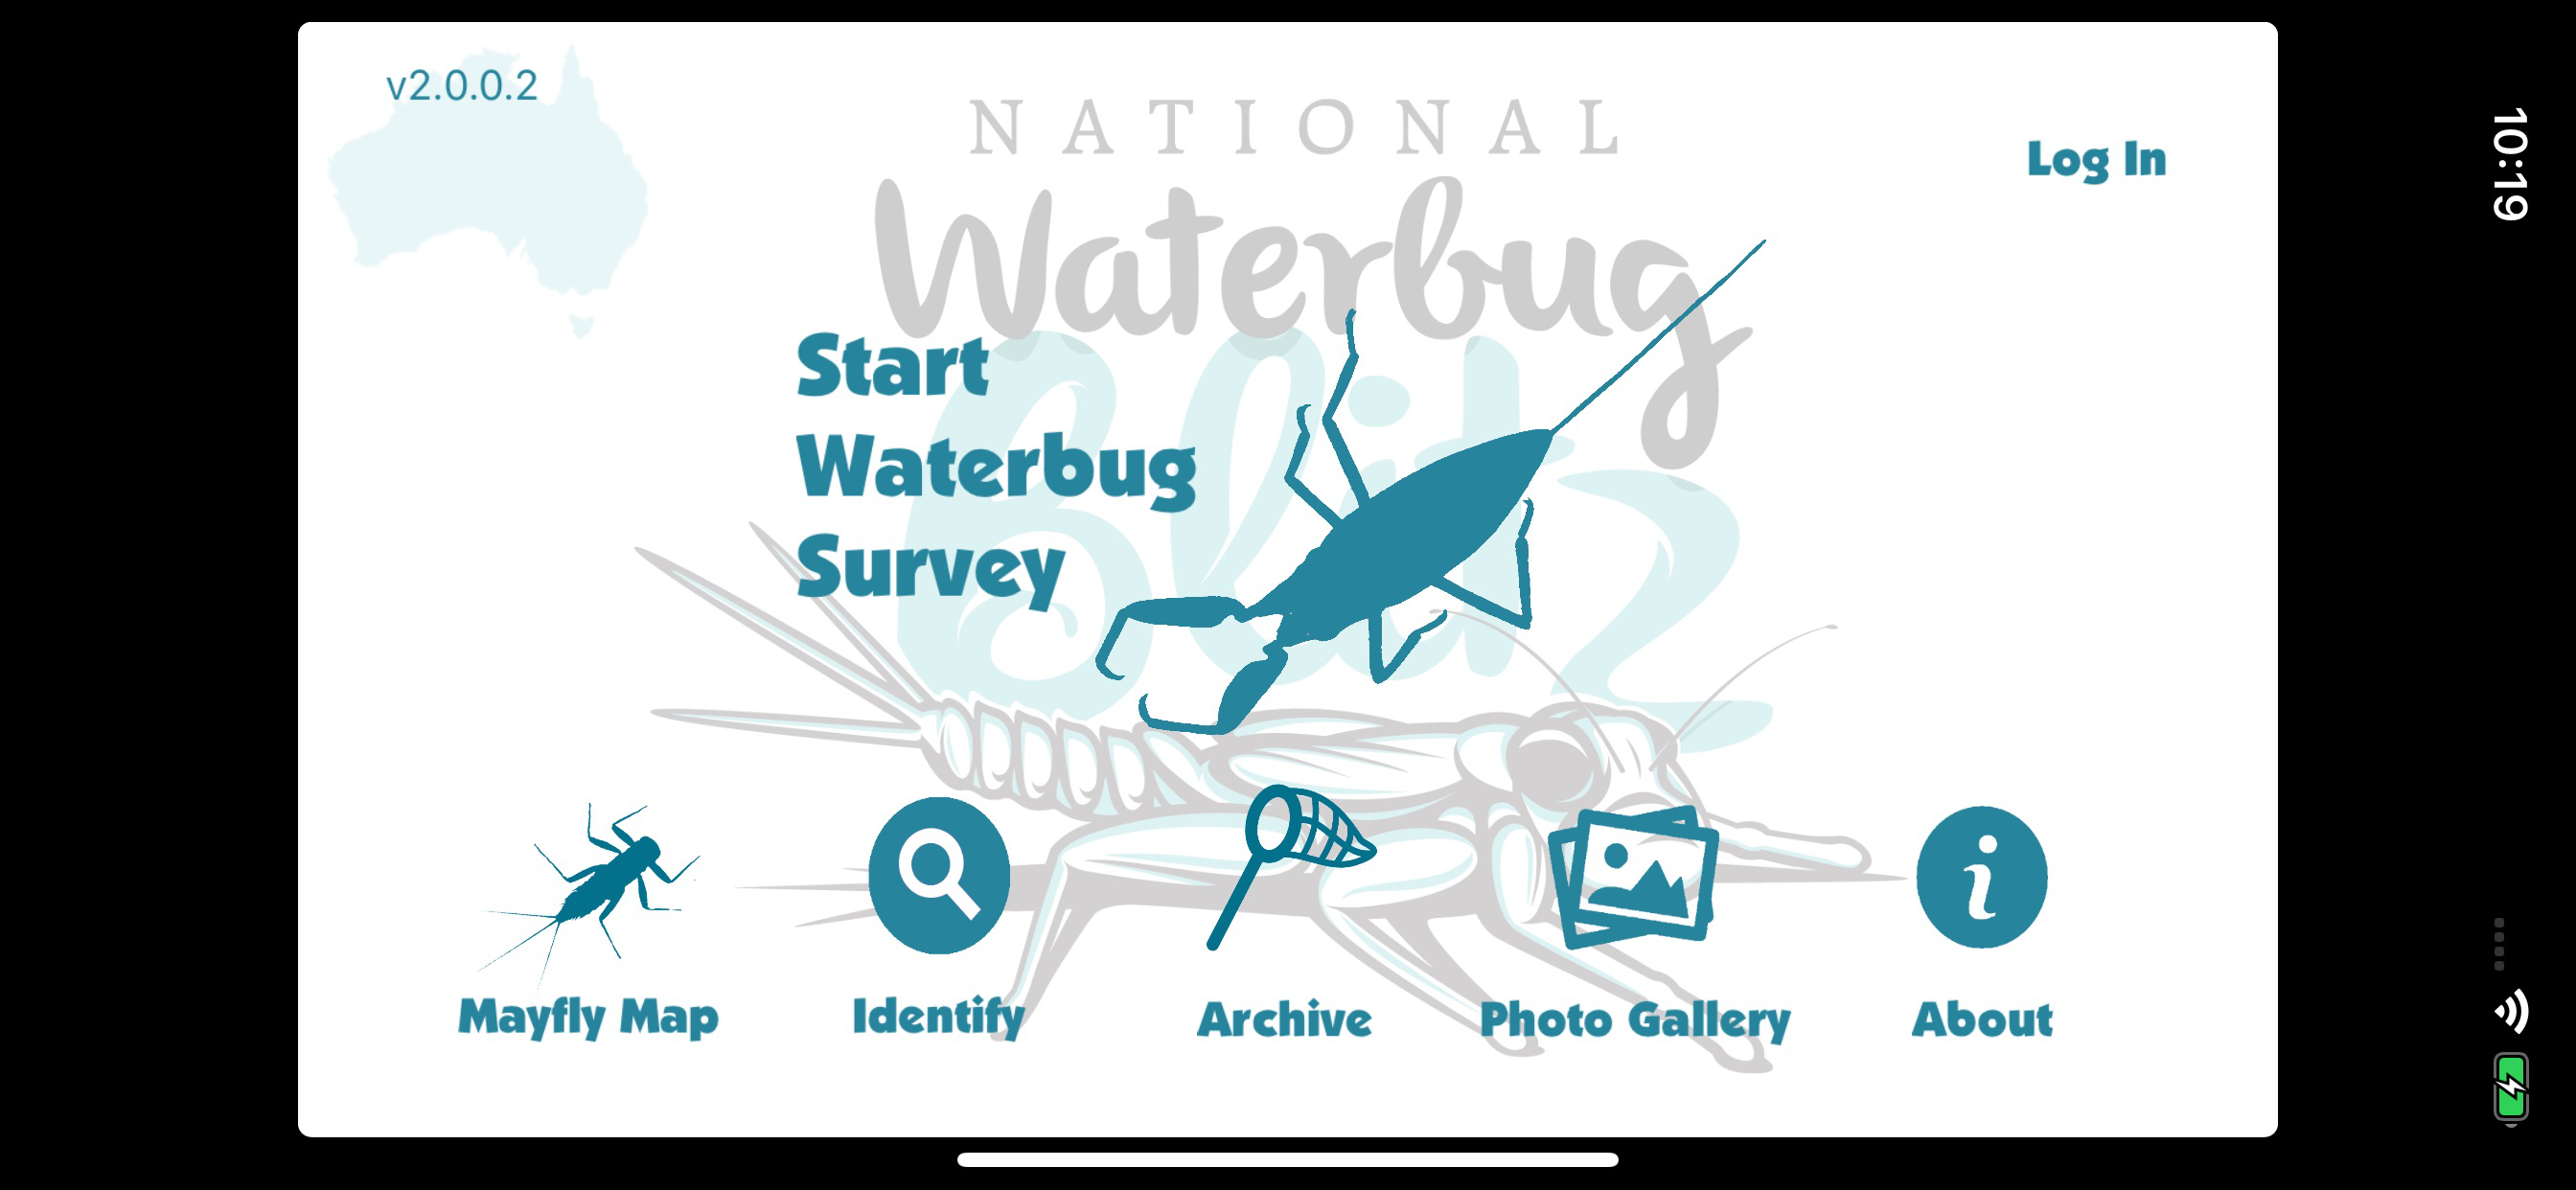 v2.0.0.2
NATIONAL
Waterbug
Blitz
Log In
Start
Waterbug
Survey
Mayfly Map
Identify
Archive
Photo Gallery
About
10:19